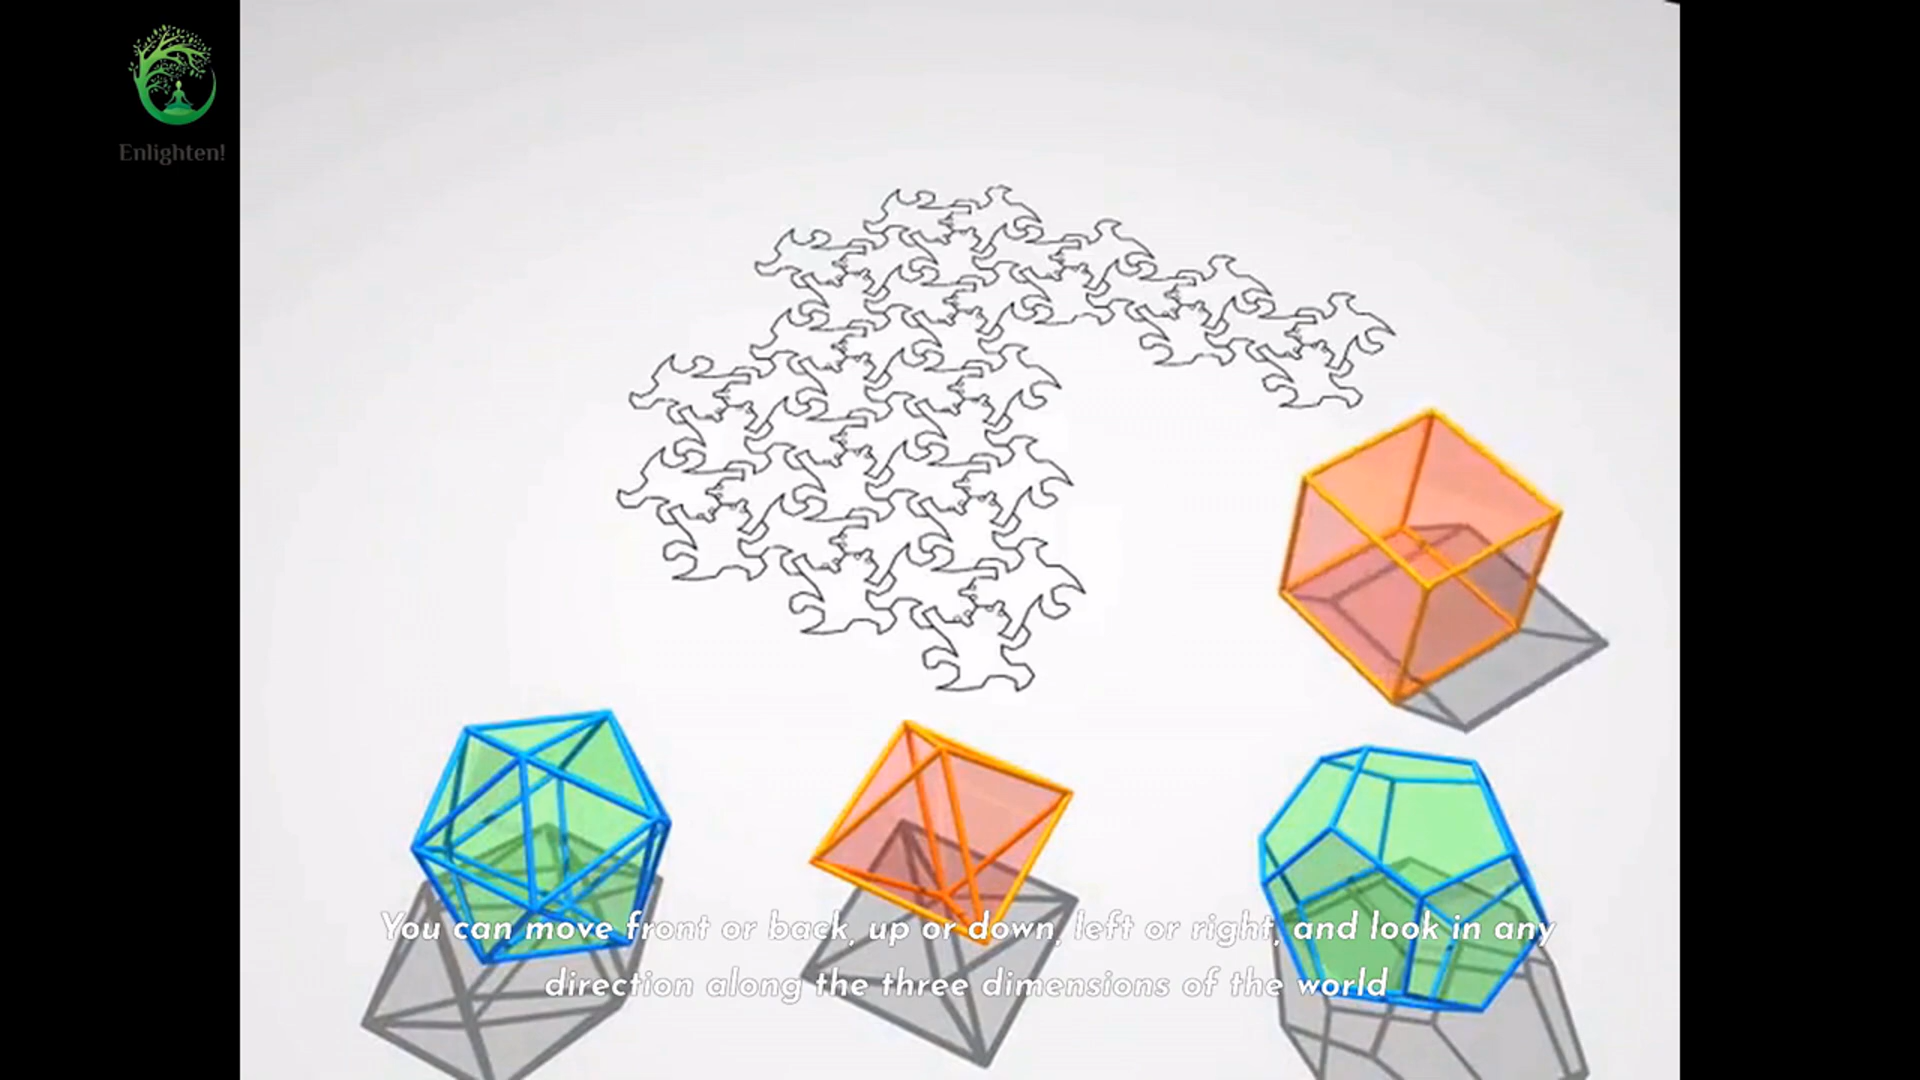 Enlighten!
You can move front or back, up or down, left or right, and look in any
direction along the three dimensions of the world